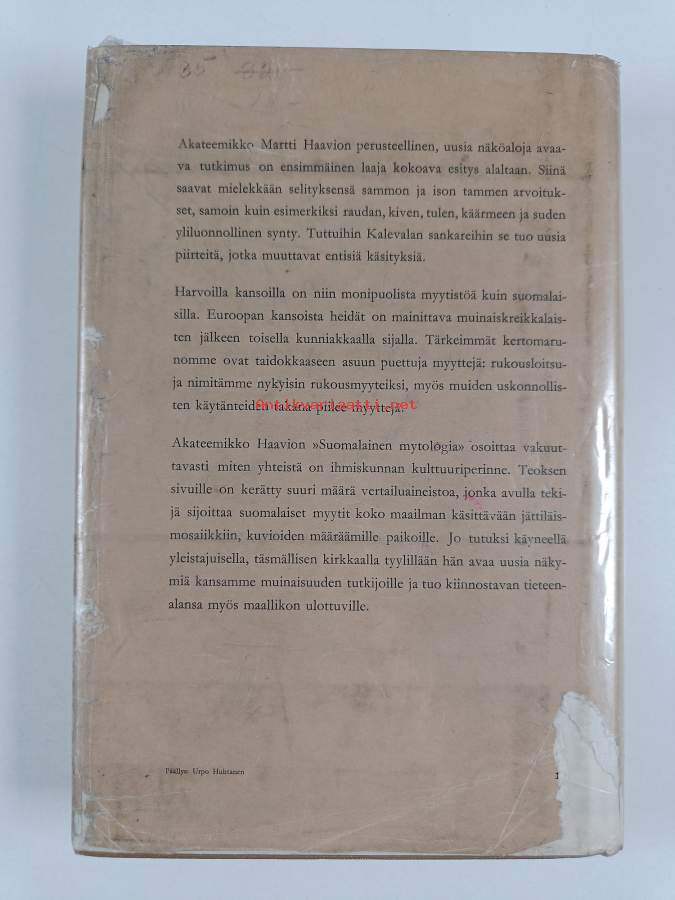 35
Akateemikko Martti Haavion perusteellinen, uusia näköaloja avaa-
va tutkimus on ensimmäinen laaja kokoava esitys alaltaan. Siinä
saavat mielekkään selityksensä sammon ja ison tammen arvoituk-
set, samoin kuin esimerkiksi raudan, kiven, tulen, käärmeen ja suden
yliluonnollinen synty. Tuttuihin Kalevalan sankareihin se tuo uusia
piirteitä, jotka muuttavat entisiä käsityksiä.
Harvoilla kansoilla on niin monipuolista myytistöä kuin suomalai-
silla. Euroopan kansoista heidät on mainittava muinaiskreikkalais-
ten jälkeen toisella kunniakkaalla sijalla. Tärkeimmät kertomaru-
nomme ovat taidokkaaseen asuun puettuja myyttejä: rukousloitsu-
ja nimitämme nykyisin rukousmyyteiksi, myös muiden uskonnollis-
ten käytänteiden takana piilee myyttejä.
Antikvariaatti.net
Akateemikko Haavion »Suomalainen mytologia» osoittaa vakuut-
tavasti miten yhteistä on ihmiskunnan kulttuuriperinne. Teoksen
sivuille on kerätty suuri määrä vertailuaineistoa, jonka avulla teki-
jä sijoittaa suomalaiset myytit koko maailman käsittävään jättiläis-
mosaiikkiin, kuvioiden määräämille paikoille. Jo tutuksi käyneellä
yleistajuisella, täsmällisen kirkkaalla tyylillään hän avaa uusia näky-
miä kansamme muinaisuuden tutkijoille ja tuo kiinnostavan tieteen-
alansa myös maallikon ulottuville.
Päällys: Urpo Huhtanen